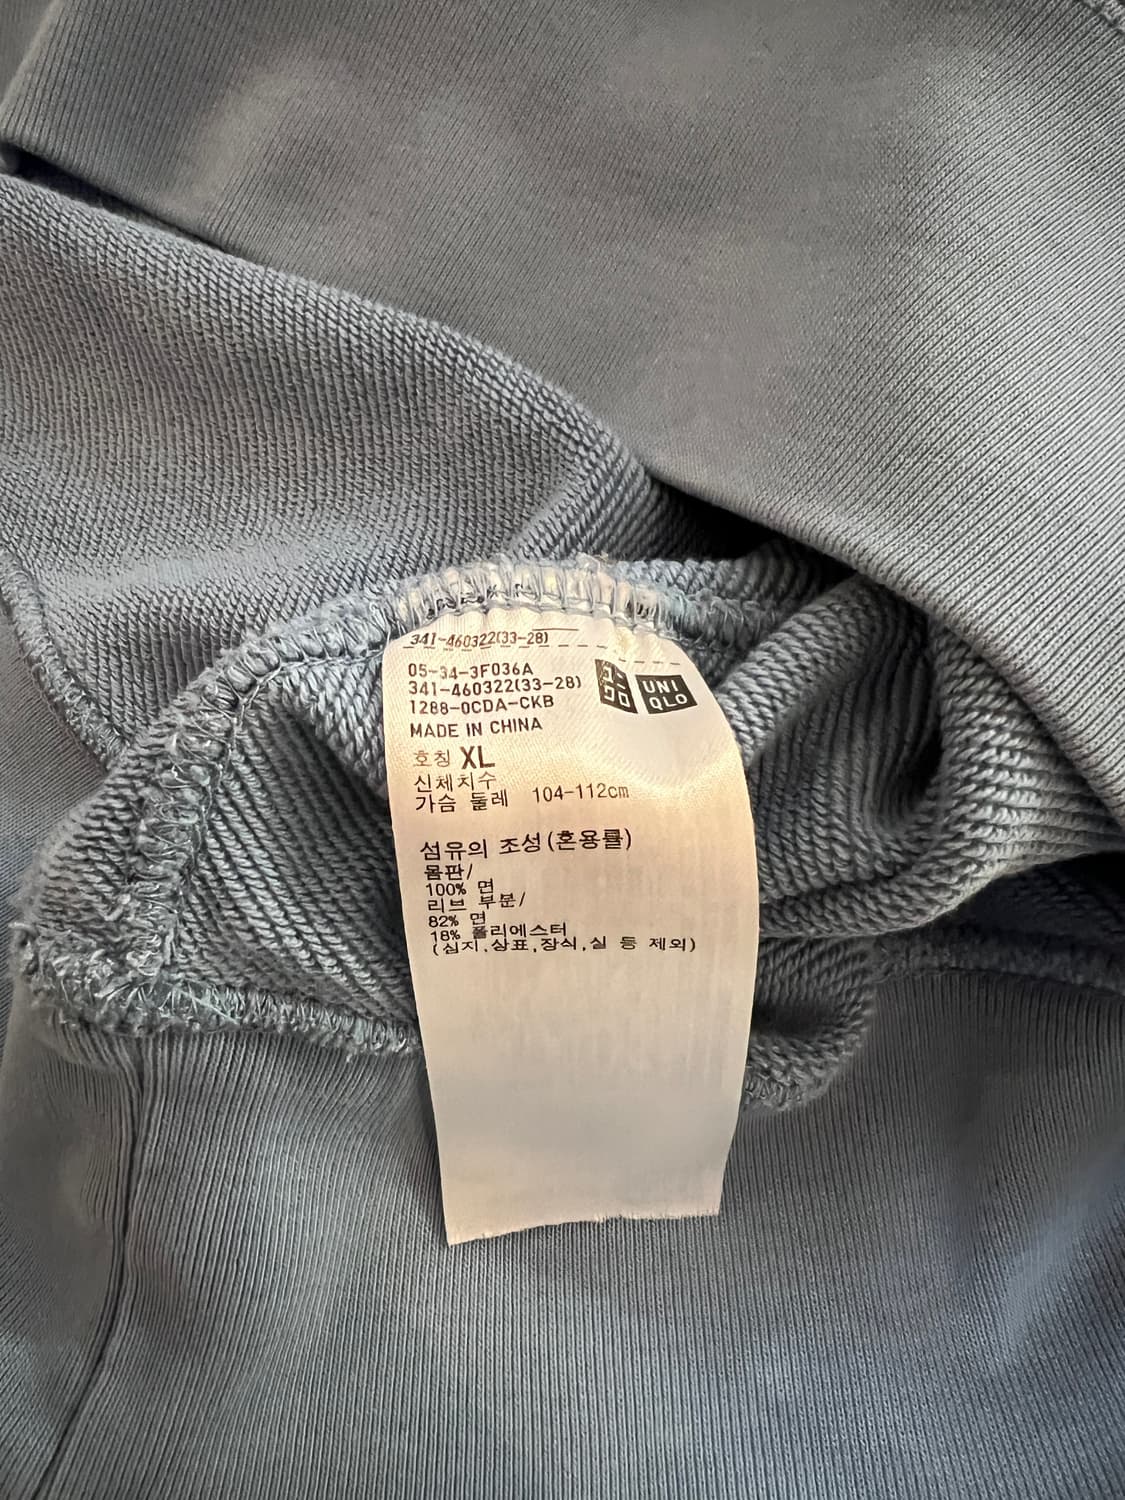 341-460322(33-28)
05-34-3F036A
341-460322(33-28)
1288-0CDA-CKB
UNI
QLO
MADE IN CHINA
호칭 XL
신체치수
가슴 둘레 104-112cm
섬유의 조성(혼용률)
몸판/
100% 면
리브 부분/
82% 면
18% 폴리에스터
(심지,상표,장식,실 등 제외)